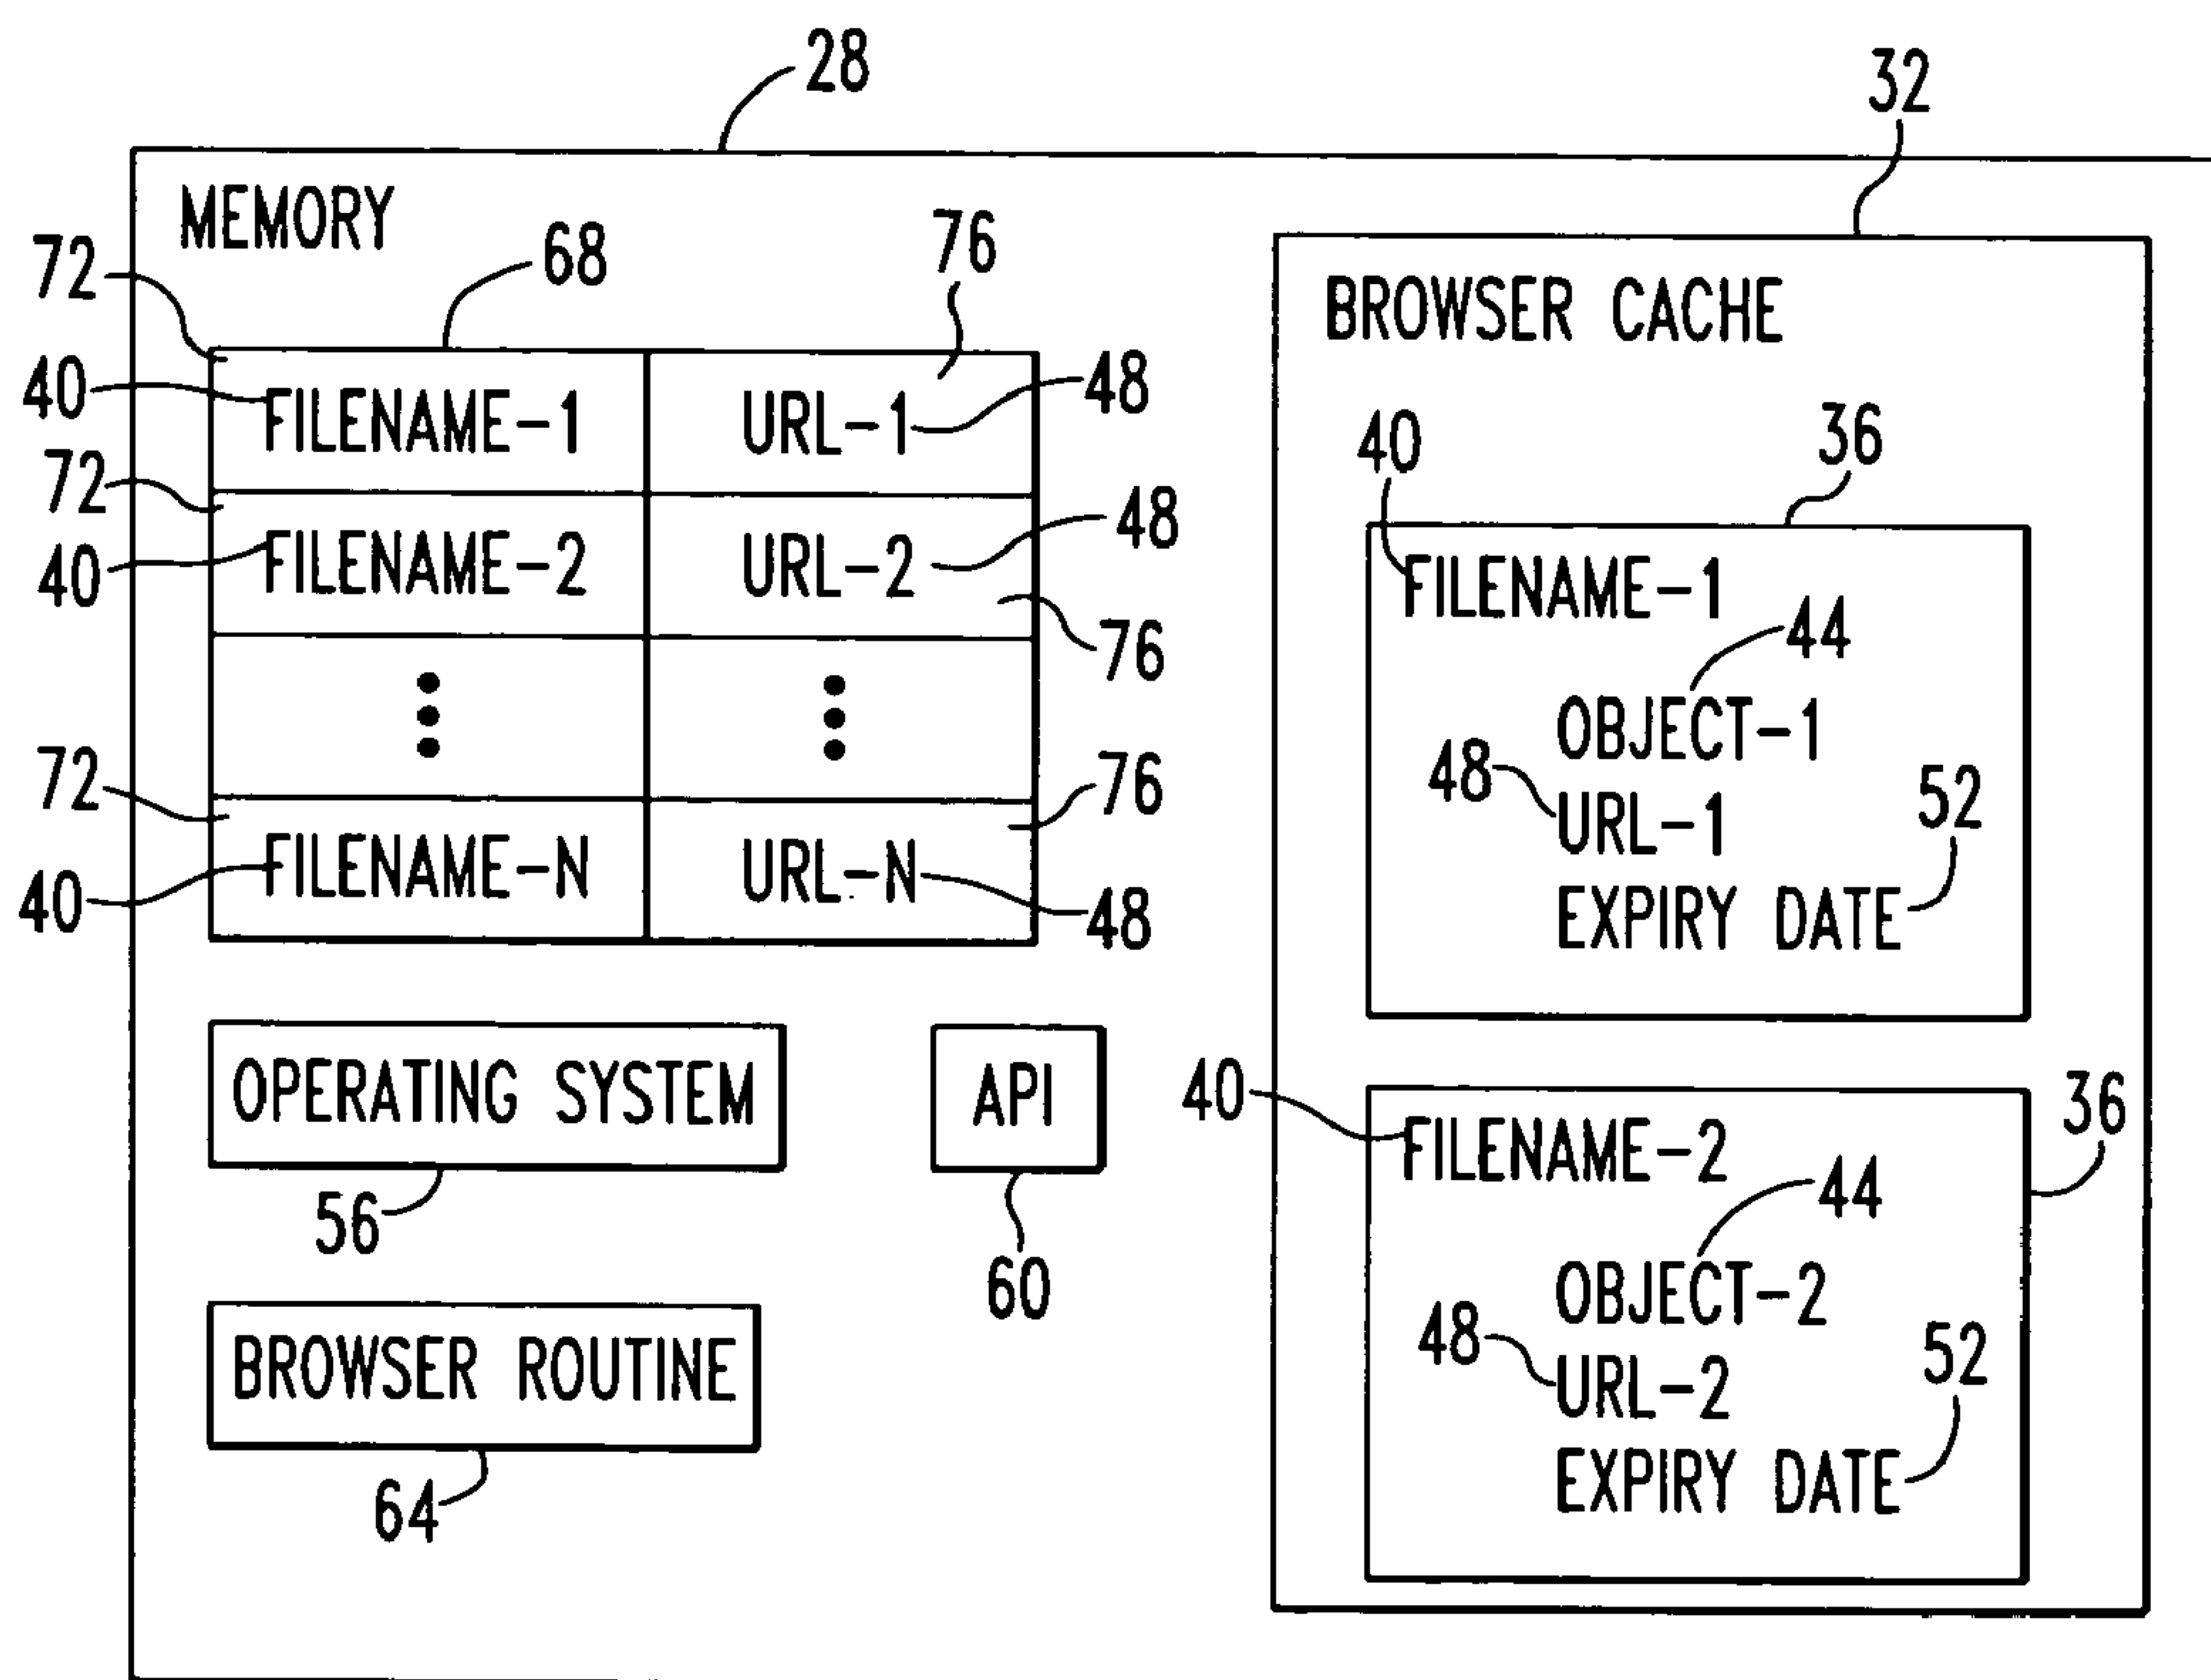 28
32
MEMORY
72
68
76
BROWSER CACHE
40
FILENAME-1
URL-1
48
72
40
FILENAME-2
URL-2
48
76
72
76
40
FILENAME-N
URL-N
48
OPERATING SYSTEM
56
API
60
BROWSER ROUTINE
64
40
36
FILENAME-1
44
OBJECT-1
48
URL-1
52
EXPIRY DATE
40
36
FILENAME-2
44
OBJECT-2
48
URL-2
52
EXPIRY DATE